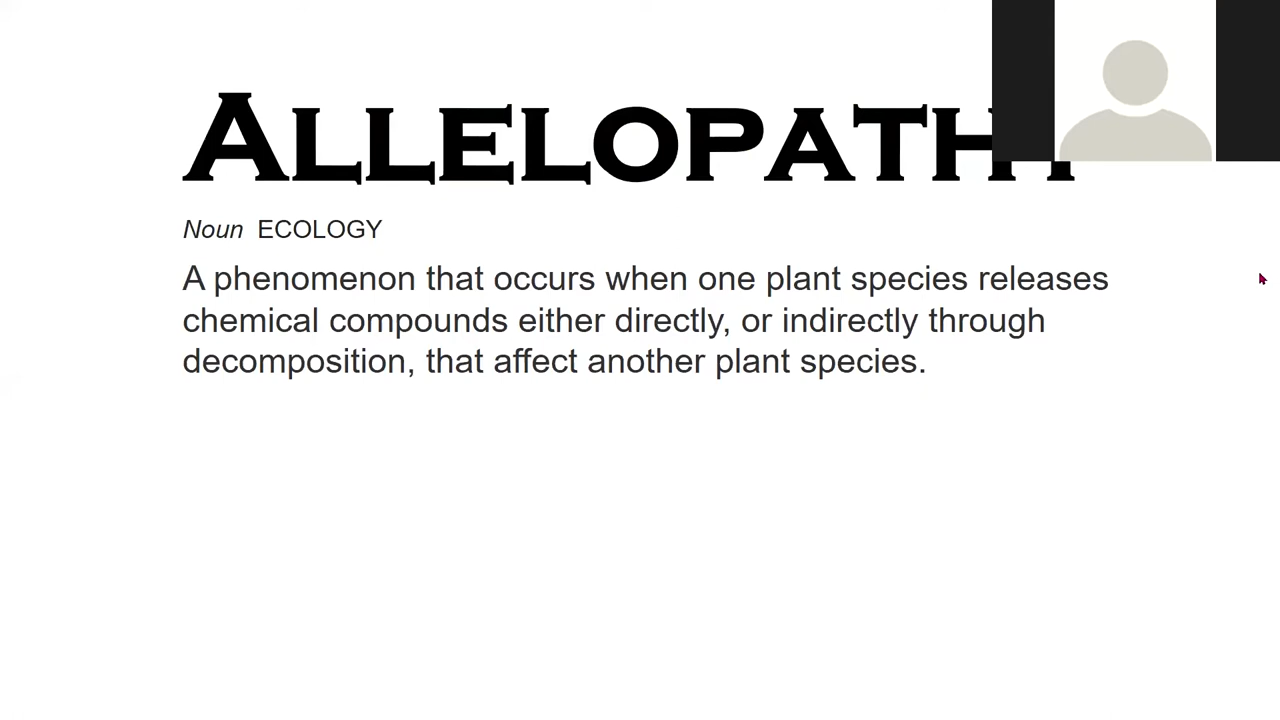 ALLELOPATHY
Noun ECOLOGY
A phenomenon that occurs when one plant species releases
chemical compounds either directly, or indirectly through
decomposition, that affect another plant species.